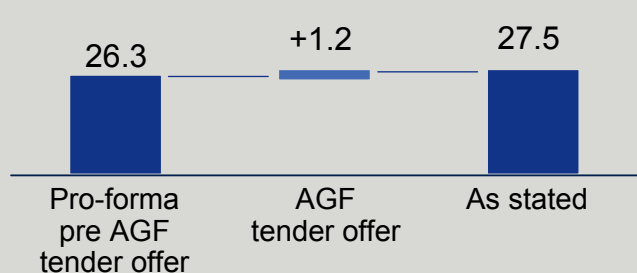 26.3
+1.2
27.5
Pro-forma
pre AGF
tender offer
AGF
tender offer
As stated